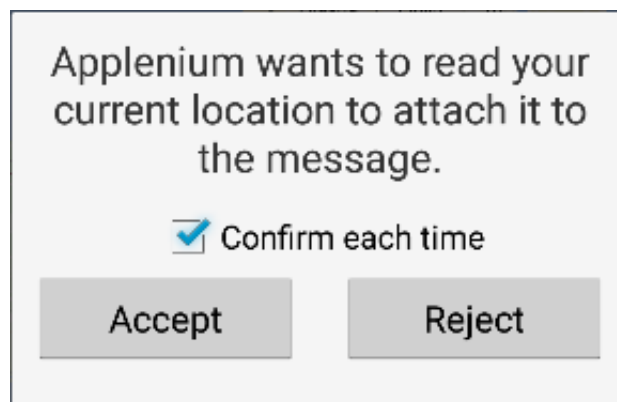 Applenium wants to read your
current location to attach it to
the message.
Confirm each time
Accept Reject